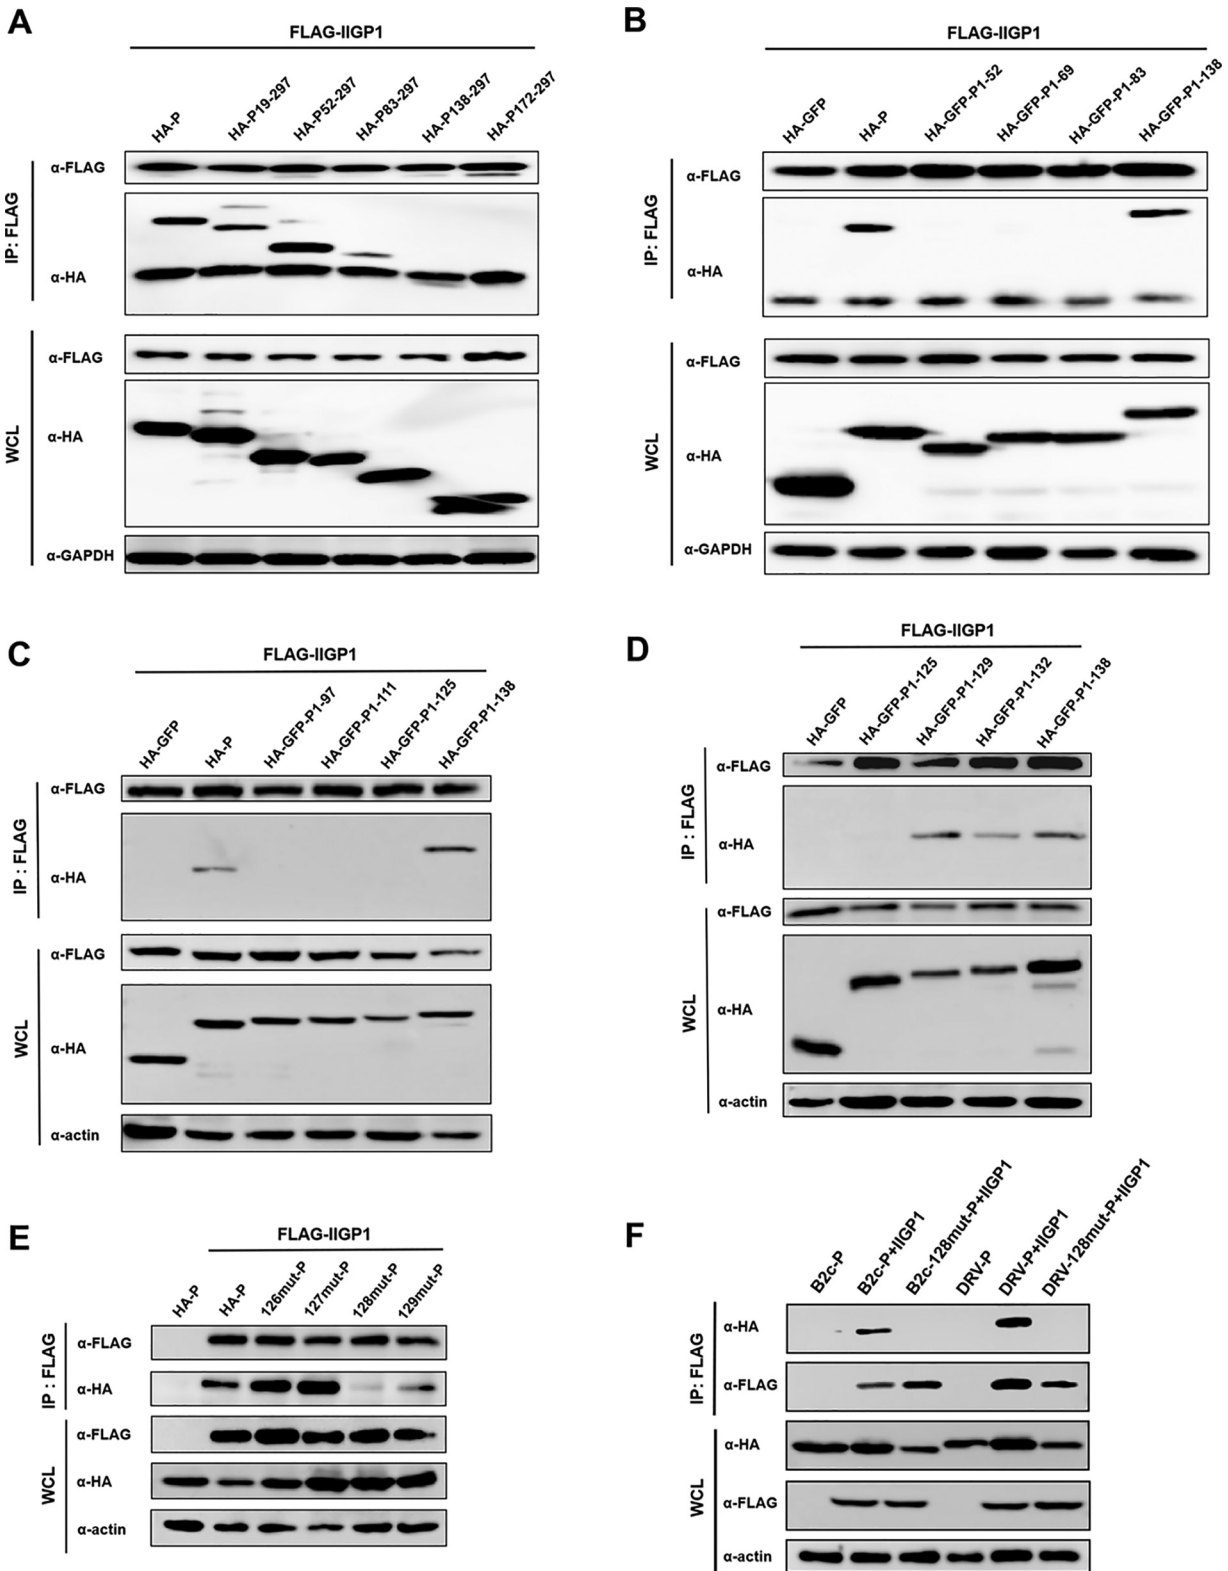 A
FLAG-IIGP1
HA-P
HA-P19-297
HA-P52-297
HA-P83-297
HA-P138-297
HA-P172-297
IP: FLAG
α-FLAG
α-HA
WCL
α-FLAG
α-HA
α-GAPDH
B
FLAG-IIGP1
HA-GFP
HA-P
HA-GFP-P1-52
HA-GFP-P1-69
HA-GFP-P1-83
HA-GFP-P1-138
IP: FLAG
α-FLAG
α-HA
WCL
α-FLAG
α-HA
α-GAPDH
C
FLAG-IIGP1
HA-GFP
HA-P
HA-GFP-P1-97
HA-GFP-P1-111
HA-GFP-P1-125
HA-GFP-P1-138
IP : FLAG
α-FLAG
α-HA
WCL
α-FLAG
α-HA
α-actin
D
FLAG-IIGP1
HA-GFP
HA-GFP-P1-125
HA-GFP-P1-129
HA-GFP-P1-132
HA-GFP-P1-138
IP : FLAG
α-FLAG
α-HA
WCL
α-FLAG
α-HA
α-actin
E
FLAG-IIGP1
HA-P
HA-P
126mut-P
127mut-P
128mut-P
129mut-P
IP: FLAG
α-FLAG
α-HA
WCL
α-FLAG
α-HA
α-actin
F
B2c-P
B2c-P+IIGP1
B2c-128mut-P+IIGP1
DRV-P
DRV-P+IIGP1
DRV-128mut-P+IIGP1
IP: FLAG
α-HA
α-FLAG
WCL
α-HA
α-FLAG
α-actin